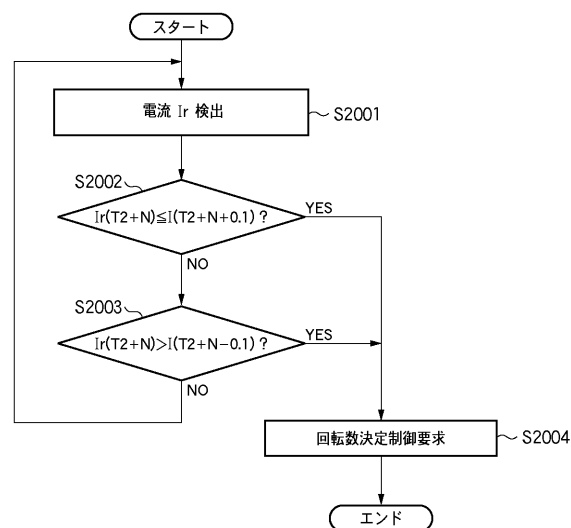 スタート
電流 Ir 検出
S2001
S2002
Ir(T2+N)≦I(T2+N+0.1)?
YES
NO
S2003
Ir(T2+N)>I(T2+N−0.1)?
YES
NO
回転数決定制御要求
S2004
エンド